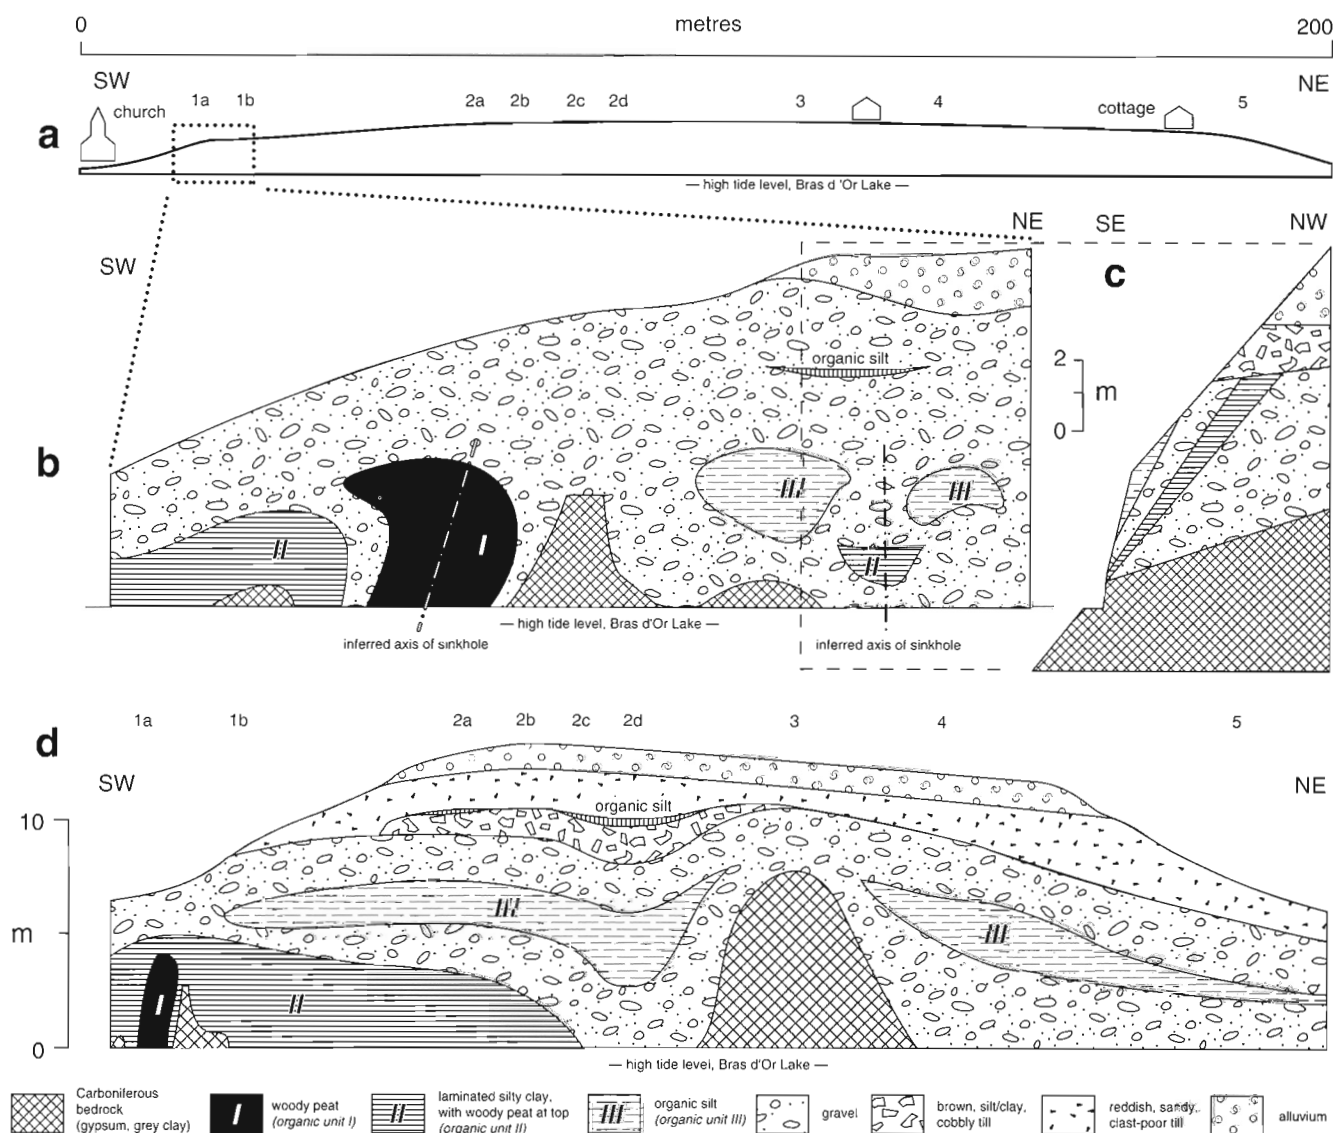 0 metres 200
SW NE
church 1a 1b 2a 2b 2c 2d 3 4 cottage 5
a
— high tide level, Bras d'Or Lake —
SW NE SE NW
c
organic silt
2
m
0
b
III III
II I II
— high tide level, Bras d'Or Lake —
inferred axis of sinkhole inferred axis of sinkhole
1a 1b 2a 2b 2c 2d 3 4 5
d
SW NE
organic silt
10
III III
m
I II
0
— high tide level, Bras d'Or Lake —
Carboniferous
bedrock
(gypsum, grey clay)
I woody peat
(organic unit I)
II laminated silty clay,
with woody peat at top
(organic unit II)
III organic silt
(organic unit III)
gravel
brown, silt/clay,
cobbly till
reddish, sandy,
clast-poor till
alluvium